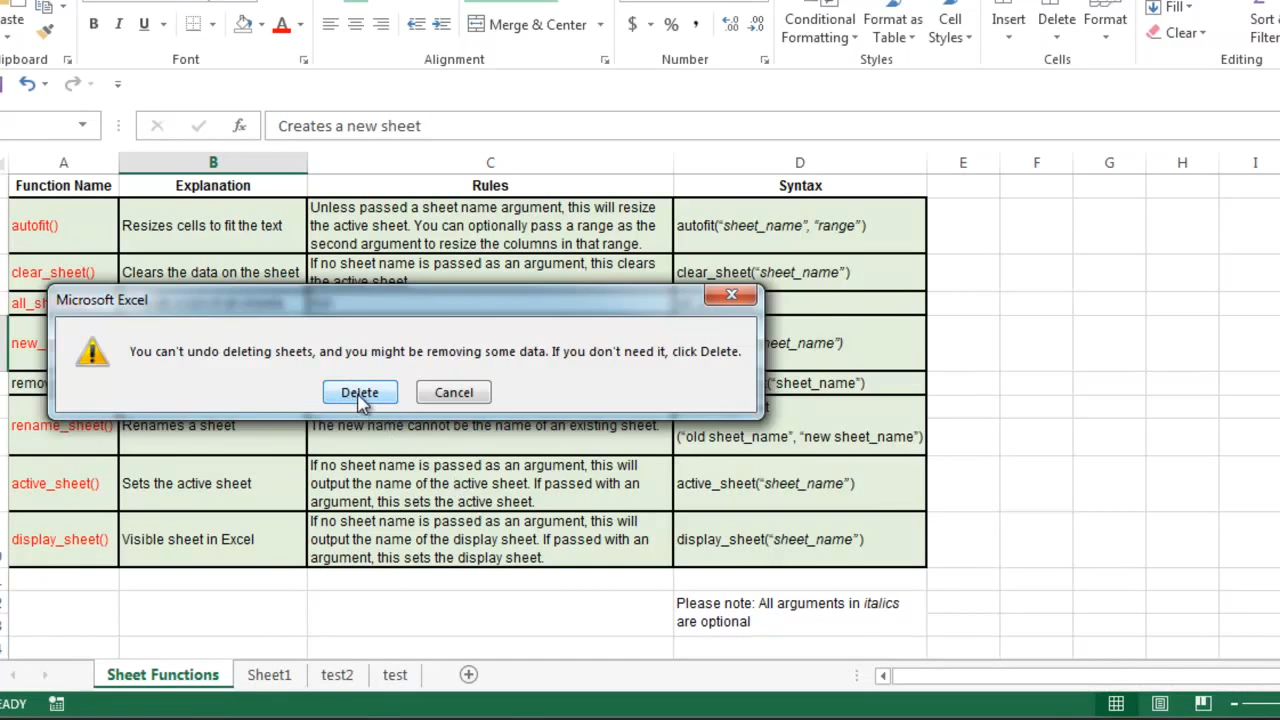 aste
B I U
A
Merge & Center
$ % ,
Conditional
Formatting
Format as
Table
Cell
Styles
Insert
Delete
Format
Fill
Clear
Sort
Filter
lipboard
Font
Alignment
Number
Styles
Cells
Editing
fx Creates a new sheet
A B C D E F G H I
Function Name Explanation Rules Syntax
autofit() Resizes cells to fit the text
Unless passed a sheet name argument, this will resize
the active sheet. You can optionally pass a range as the
second argument to resize the columns in that range.
autofit(“sheet_name”, “range”)
clear_sheet() Clears the data on the sheet
If no sheet name is passed as an argument, this clears
the active sheet.
clear_sheet(“sheet_name”)
all_sh
new_
eet_name”)
remov
(“sheet_name”)
Microsoft Excel
You can't undo deleting sheets, and you might be removing some data. If you don't need it, click Delete.
Delete Cancel
rename_sheet() Renames a sheet The new name cannot be the name of an existing sheet.
(“old sheet_name”, “new sheet_name”)
active_sheet() Sets the active sheet
If no sheet name is passed as an argument, this will
output the name of the active sheet. If passed with an
argument, this sets the active sheet.
active_sheet(“sheet_name”)
display_sheet() Visible sheet in Excel
If no sheet name is passed as an argument, this will
output the name of the display sheet. If passed with an
argument, this sets the display sheet.
display_sheet(“sheet_name”)
Please note: All arguments in italics
are optional
Sheet Functions Sheet1 test2 test
EADY